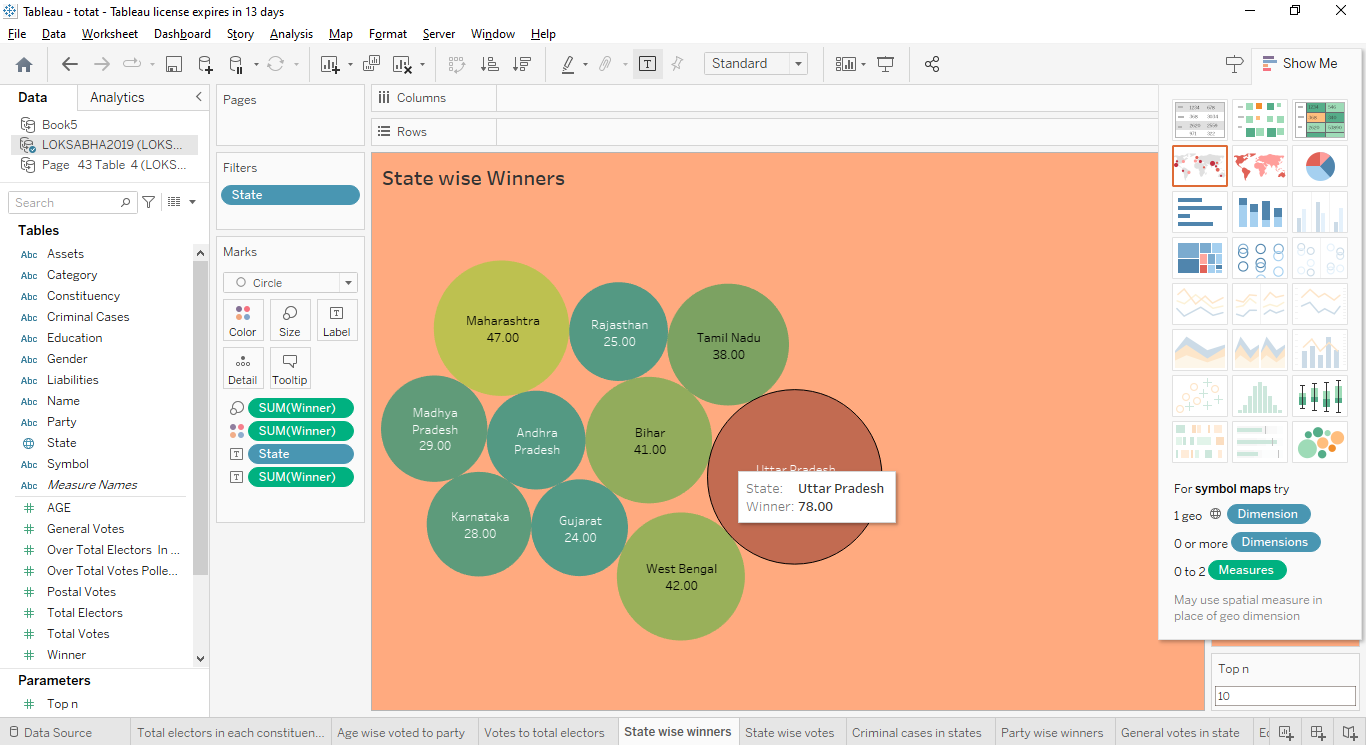 Tableau - totat - Tableau license expires in 13 days
File Data Worksheet Dashboard Story Analysis Map Format Server Window Help
Standard
Show Me
Data Analytics
Book5
LOKSABHA2019 (LOKS...
Page 43 Table 4 (LOKS...
Search
Tables
Abc Assets
Abc Category
Abc Constituency
Abc Criminal Cases
Abc Education
Abc Gender
Abc Liabilities
Abc Name
Abc Party
State
Abc Symbol
Abc Measure Names
# AGE
# General Votes
# Over Total Electors In ...
# Over Total Votes Polle...
# Postal Votes
# Total Electors
# Total Votes
# Winner
Parameters
# Top n
Pages
Filters
State
Marks
Circle
Color Size Label
Detail Tooltip
SUM(Winner)
SUM(Winner)
State
SUM(Winner)
Columns
Rows
State wise Winners
Maharashtra
47.00
Rajasthan
25.00
Tamil Nadu
38.00
Madhya
Pradesh
29.00
Andhra
Pradesh
Bihar
41.00
Uttar Pradesh
State: Uttar Pradesh
Winner: 78.00
Karnataka
28.00
Gujarat
24.00
West Bengal
42.00
For symbol maps try
1 geo Dimension
0 or more Dimensions
0 to 2 Measures
May use spatial measure in
place of geo dimension
Top n
10
Data Source Total electors in each constituen... Age wise voted to party Votes to total electors State wise winners State wise votes Criminal cases in states Party wise winners General votes in state